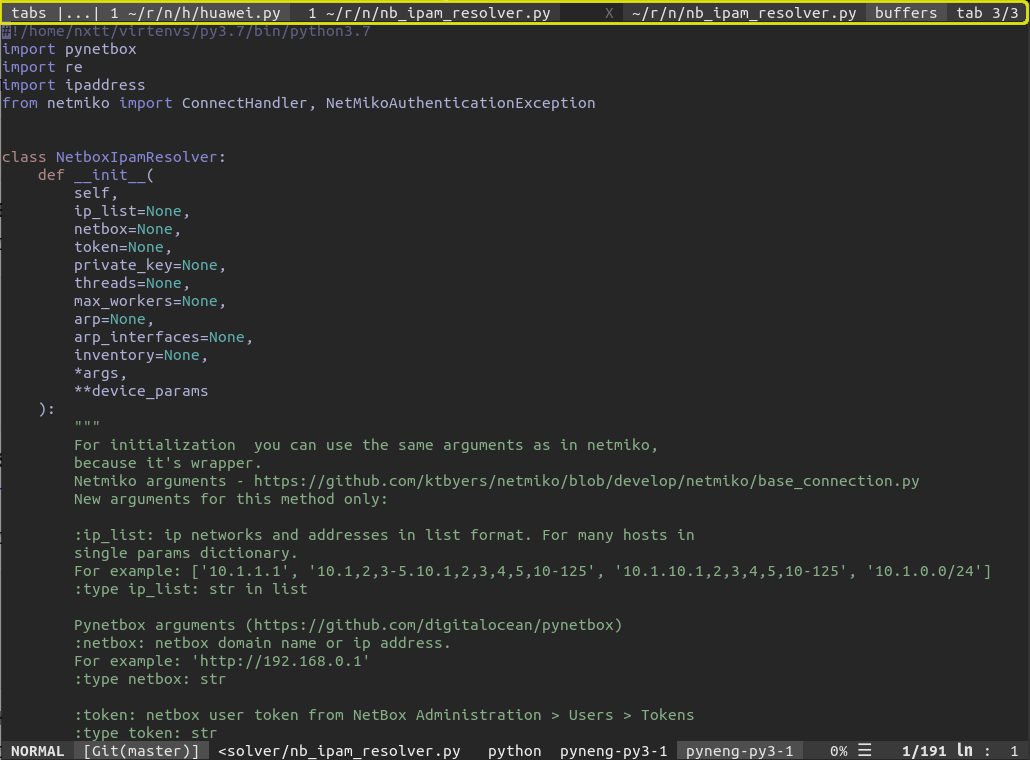 tabs |...| 1 ~/r/n/h/huawei.py 1 ~/r/n/nb_ipam_resolver.py X ~/r/n/nb_ipam_resolver.py buffers tab 3/3
#!/home/nxtt/virtenvs/py3.7/bin/python3.7
import pynetbox
import re
import ipaddress
from netmiko import ConnectHandler, NetMikoAuthenticationException
class NetboxIpamResolver:
    def __init__(
        self,
        ip_list=None,
        netbox=None,
        token=None,
        private_key=None,
        threads=None,
        max_workers=None,
        arp=None,
        arp_interfaces=None,
        inventory=None,
        *args,
        **device_params
    ):
        """
        For initialization  you can use the same arguments as in netmiko,
        because it's wrapper.
        Netmiko arguments - https://github.com/ktbyers/netmiko/blob/develop/netmiko/base_connection.py
        New arguments for this method only:
        :ip_list: ip networks and addresses in list format. For many hosts in
        single params dictionary.
        For example: ['10.1.1.1', '10.1,2,3-5.10.1,2,3,4,5,10-125', '10.1.10.1,2,3,4,5,10-125', '10.1.0.0/24']
        :type ip_list: str in list
        Pynetbox arguments (https://github.com/digitalocean/pynetbox)
        :netbox: netbox domain name or ip address.
        For example: 'http://192.168.0.1'
        :type netbox: str
        :token: netbox user token from NetBox Administration > Users > Tokens
        :type token: str
NORMAL [Git(master)] <solver/nb_ipam_resolver.py python pyneng-py3-1 pyneng-py3-1 0% ☰ 1/191 ln : 1